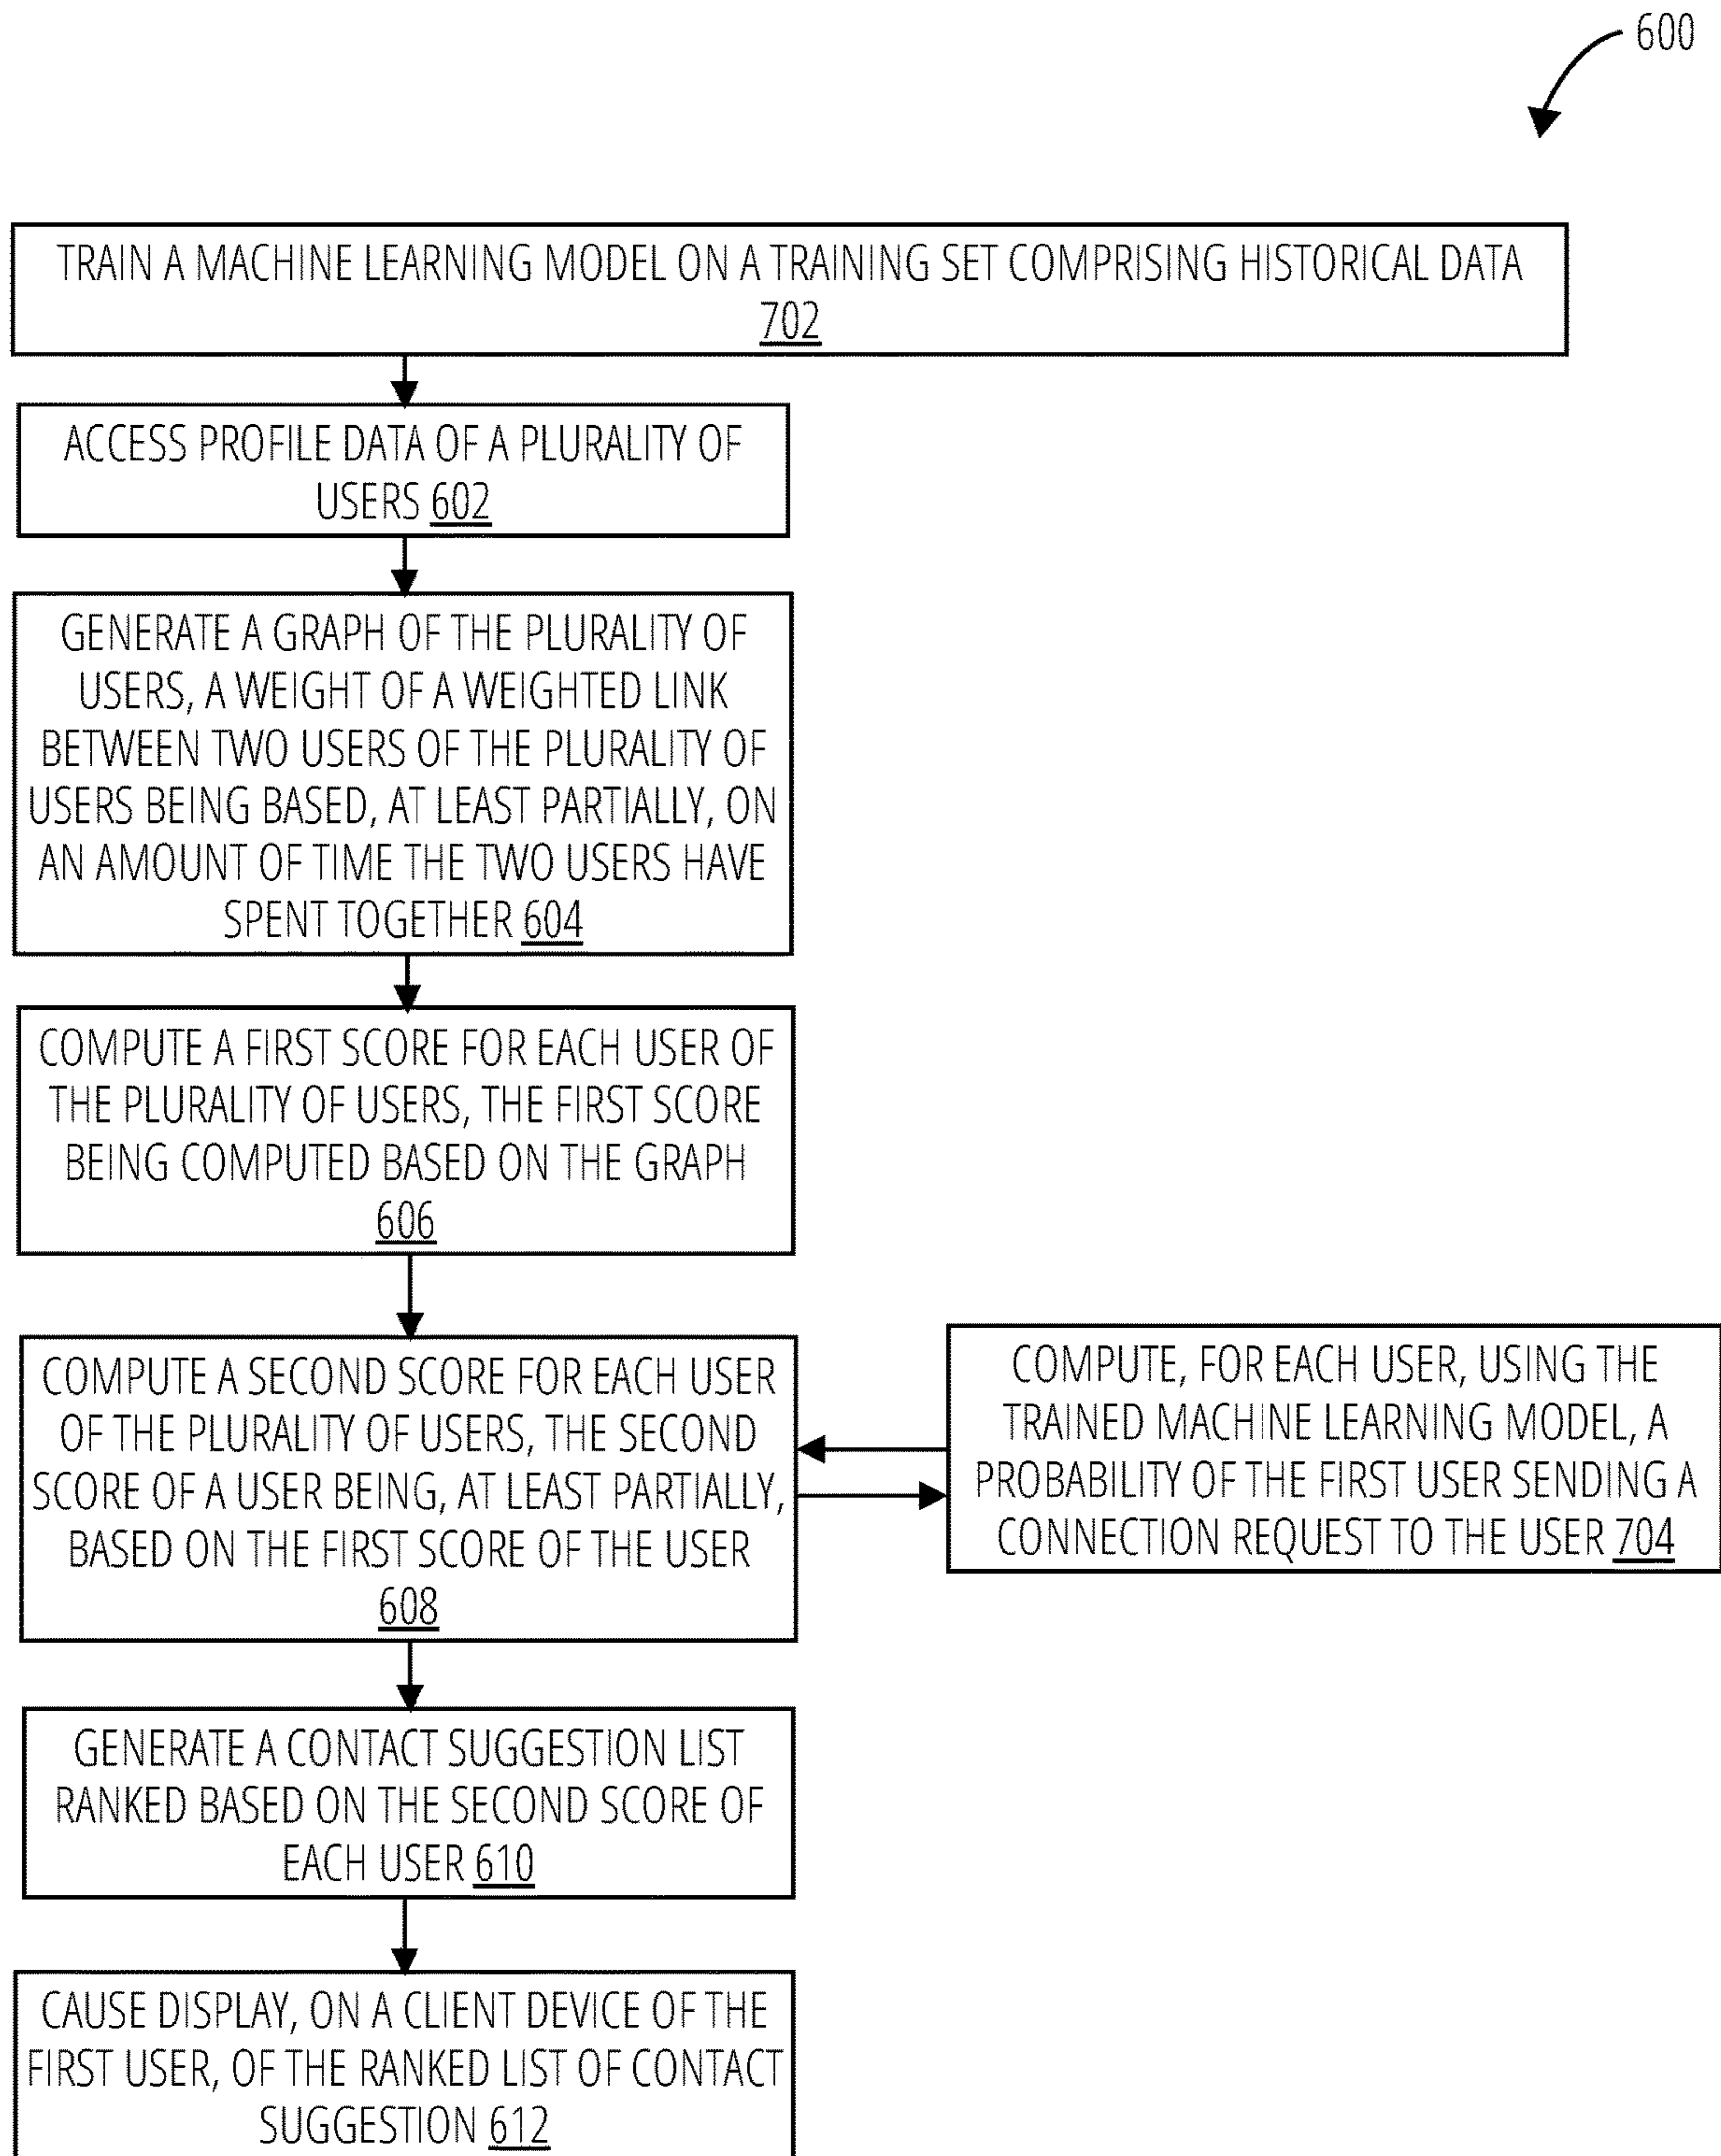 600
TRAIN A MACHINE LEARNING MODEL ON A TRAINING SET COMPRISING HISTORICAL DATA
702
ACCESS PROFILE DATA OF A PLURALITY OF
USERS 602
GENERATE A GRAPH OF THE PLURALITY OF
USERS, A WEIGHT OF A WEIGHTED LINK
BETWEEN TWO USERS OF THE PLURALITY OF
USERS BEING BASED, AT LEAST PARTIALLY, ON
AN AMOUNT OF TIME THE TWO USERS HAVE
SPENT TOGETHER 604
COMPUTE A FIRST SCORE FOR EACH USER OF
THE PLURALITY OF USERS, THE FIRST SCORE
BEING COMPUTED BASED ON THE GRAPH
606
COMPUTE A SECOND SCORE FOR EACH USER
OF THE PLURALITY OF USERS, THE SECOND
SCORE OF A USER BEING, AT LEAST PARTIALLY,
BASED ON THE FIRST SCORE OF THE USER
608
COMPUTE, FOR EACH USER, USING THE
TRAINED MACHINE LEARNING MODEL, A
PROBABILITY OF THE FIRST USER SENDING A
CONNECTION REQUEST TO THE USER 704
GENERATE A CONTACT SUGGESTION LIST
RANKED BASED ON THE SECOND SCORE OF
EACH USER 610
CAUSE DISPLAY, ON A CLIENT DEVICE OF THE
FIRST USER, OF THE RANKED LIST OF CONTACT
SUGGESTION 612